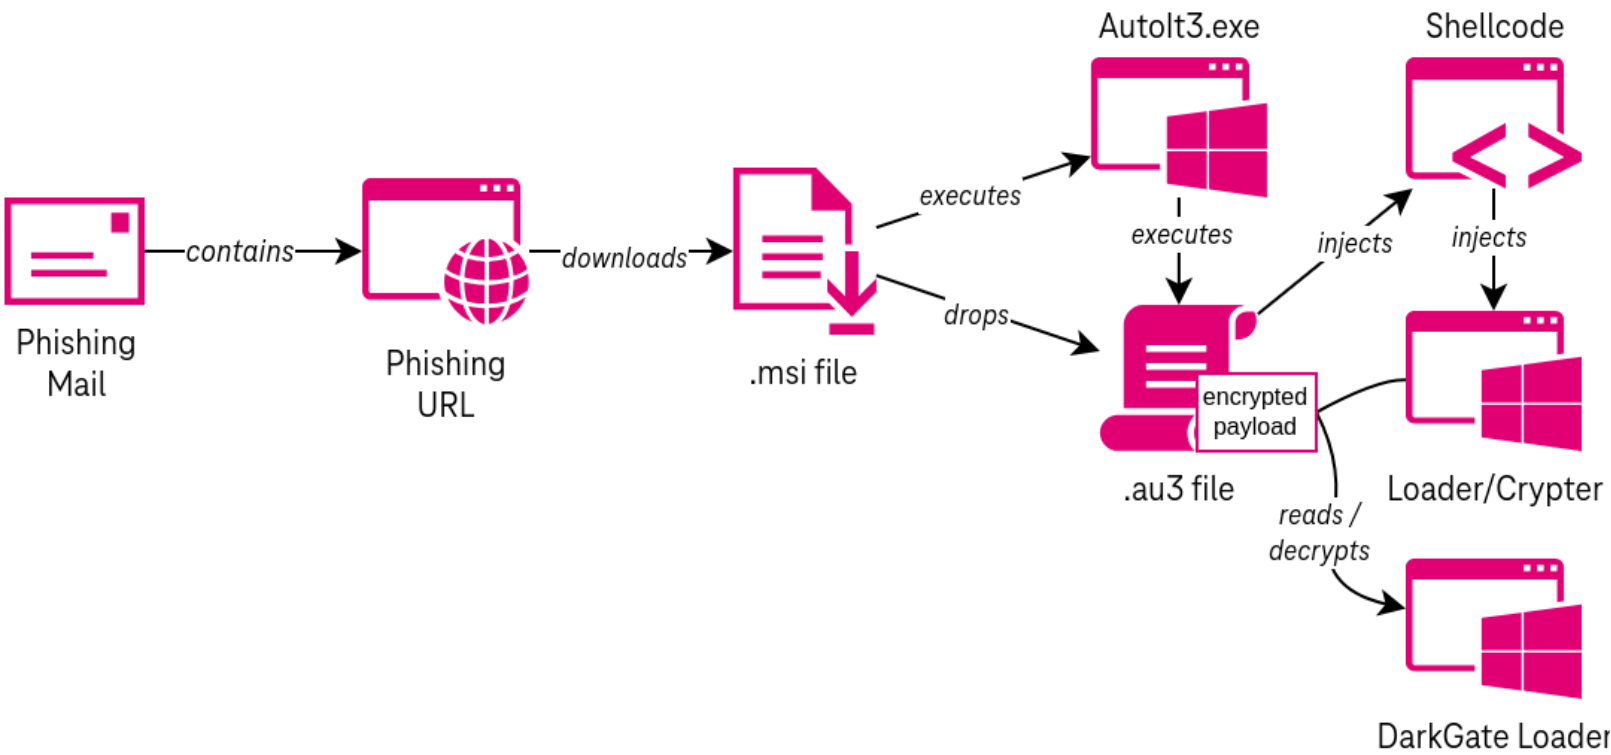 AutoIt3.exe
Shellcode
executes
contains
downloads
executes
injects
injects
drops
Phishing
Mail
Phishing
URL
.msi file
encrypted
payload
.au3 file
Loader/Crypter
reads /
decrypts
DarkGate Loader